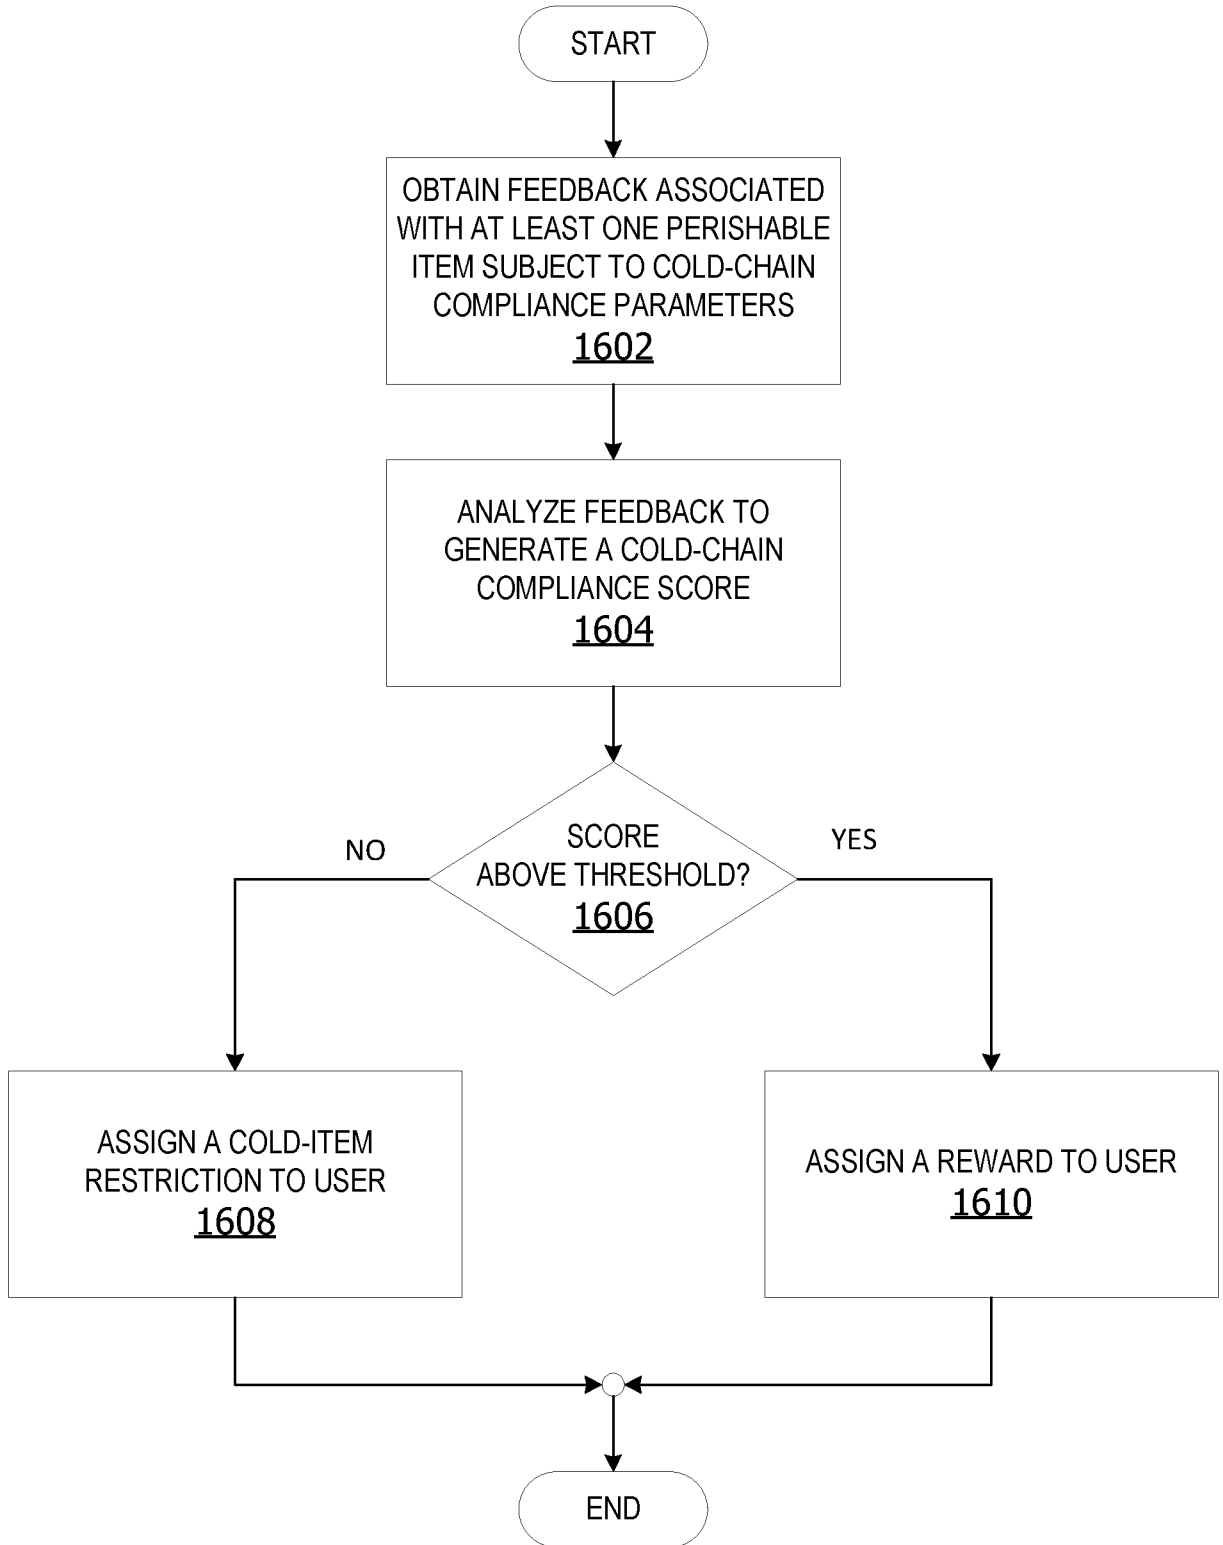 START
OBTAIN FEEDBACK ASSOCIATED
WITH AT LEAST ONE PERISHABLE
ITEM SUBJECT TO COLD-CHAIN
COMPLIANCE PARAMETERS
1602
ANALYZE FEEDBACK TO
GENERATE A COLD-CHAIN
COMPLIANCE SCORE
1604
SCORE
ABOVE THRESHOLD?
1606
NO
YES
ASSIGN A COLD-ITEM
RESTRICTION TO USER
1608
ASSIGN A REWARD TO USER
1610
END